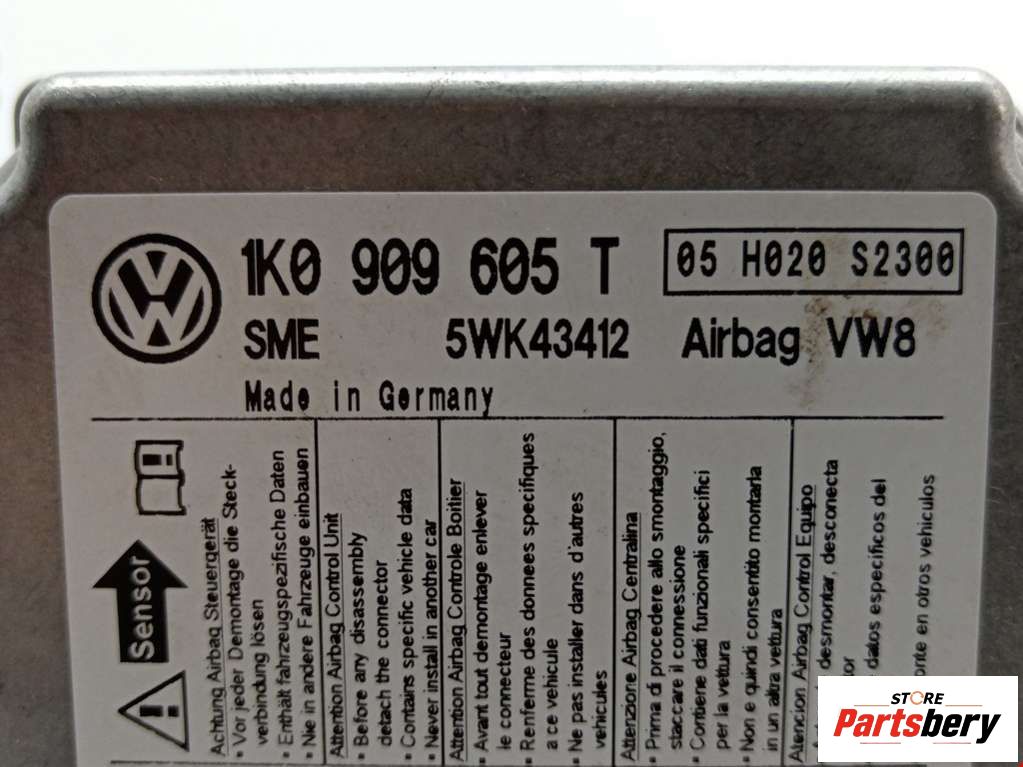 1K0 909 605 T
05 H020 S2300
SME 5WK43412 Airbag VW8
Made in Germany
Sensor
Achtung Airbag Steuergerät
• Vor jeder Demontage die Steck-
verbindung lösen
• Enthält fahrzeugspezifische Daten
• Nie in andere Fahrzeuge einbauen
Attention Airbag Control Unit
• Before any disassembly
detach the connector
• Contains specific vehicle data
• Never install in another car
Attention Airbag Controle Boitier
• Avant tout demontage enlever
le connecteur
• Renferme des donnees specifiques
a ce vehicule
• Ne pas installer dans d'autres
vehicules
Attenzione Airbag Centralina
• Prima di procedere allo smontaggio,
staccare il connessione
• Contiene dati funzionali specifici
per la vettura
• Non e quindi consentito montarla
in un altra vettura
Atencion Airbag Control Equipo
desmontar, desconecta
datos especificos del
en otros vehiculos
STORE
Partsbery